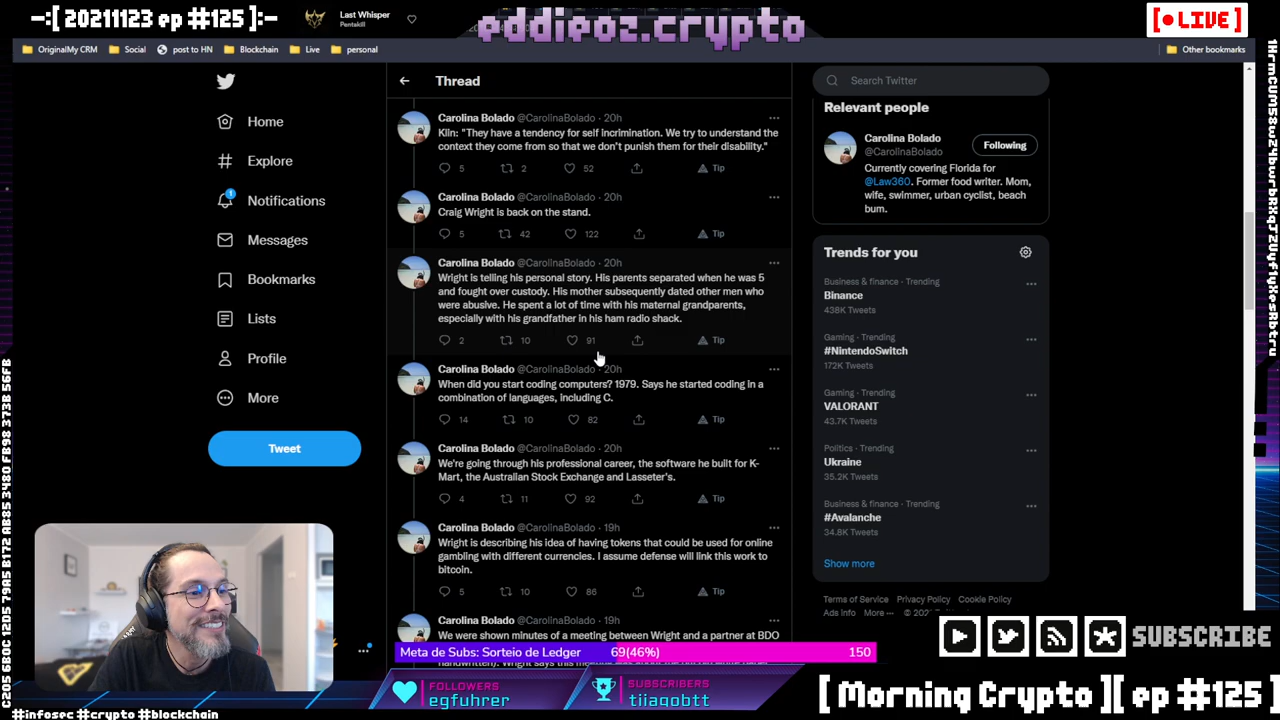 —:[ 20211123 ep #125 ]:—
Last Whisper
Pentakill
eddieoz.crypto
[●LIVE]
OriginalMy CRM
Social
post to HN
Blockchain
Live
personal
Other bookmarks
Home
Explore
1
Notifications
Messages
Bookmarks
Lists
Profile
More
Tweet
Thread
Carolina Bolado @CarolinaBolado · 20h
Klin: "They have a tendency for self incrimination. We try to understand the
context they come from so that we don't punish them for their disability."
5 2 52 Tip
Carolina Bolado @CarolinaBolado · 20h
Craig Wright is back on the stand.
5 42 122 Tip
Carolina Bolado @CarolinaBolado · 20h
Wright is telling his personal story. His parents separated when he was 5
and fought over custody. His mother subsequently dated other men who
were abusive. He spent a lot of time with his maternal grandparents,
especially with his grandfather in his ham radio shack.
2 10 91 Tip
Carolina Bolado @CarolinaBolado · 20h
When did you start coding computers? 1979. Says he started coding in a
combination of languages, including C.
14 10 82 Tip
Carolina Bolado @CarolinaBolado · 20h
We're going through his professional career, the software he built for K-
Mart, the Australian Stock Exchange and Lasseter's.
4 11 92 Tip
Carolina Bolado @CarolinaBolado · 19h
Wright is describing his idea of having tokens that could be used for online
gambling with different currencies. I assume defense will link this work to
bitcoin.
5 10 86 Tip
Carolina Bolado @CarolinaBolado · 19h
We were shown minutes of a meeting between Wright and a partner at BDO
Search Twitter
Relevant people
Carolina Bolado
@CarolinaBolado
Following
Currently covering Florida for
@Law360. Former food writer. Mom,
wife, swimmer, urban cyclist, beach
bum.
Trends for you
Business & finance · Trending
Binance
438K Tweets
Gaming · Trending
#NintendoSwitch
172K Tweets
Gaming · Trending
VALORANT
43.7K Tweets
Politics · Trending
Ukraine
35.2K Tweets
Business & finance · Trending
#Avalanche
34.8K Tweets
Show more
Terms of Service Privacy Policy Cookie Policy
Ads info More
SUBSCRIBE
Meta de Subs: Sorteio de Ledger 69(46%) 150
FOLLOWERS
egfuhrer
SUBSCRIBERS
tiiagobtt
[ Morning Crypto ][ ep #125 ]
#infosec #crypto #blockchain